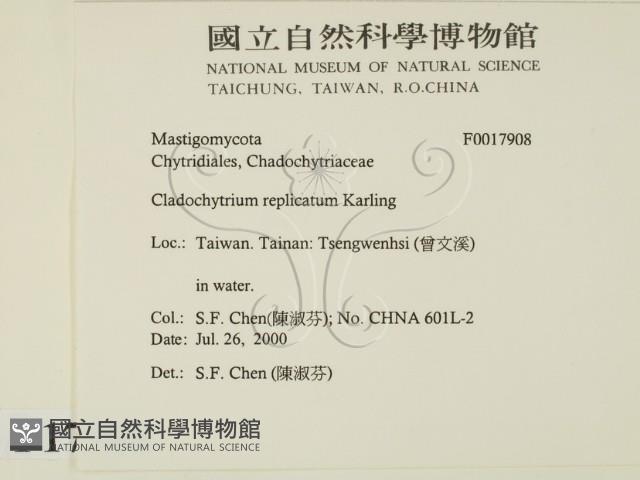 國立自然科學博物館
NATIONAL MUSEUM OF NATURAL SCIENCE
TAICHUNG, TAIWAN, R.O.CHINA
Mastigomycota F0017908
Chytridiales, Chadochytriaceae
Cladochytrium replicatum Karling
Loc.: Taiwan. Tainan: Tsengwenhsi (曾文溪)
in water.
Col.: S.F. Chen(陳淑芬); No. CHNA 601L-2
Date: Jul. 26, 2000
Det.: S.F. Chen (陳淑芬)
國立自然科學博物館
NATIONAL MUSEUM OF NATURAL SCIENCE